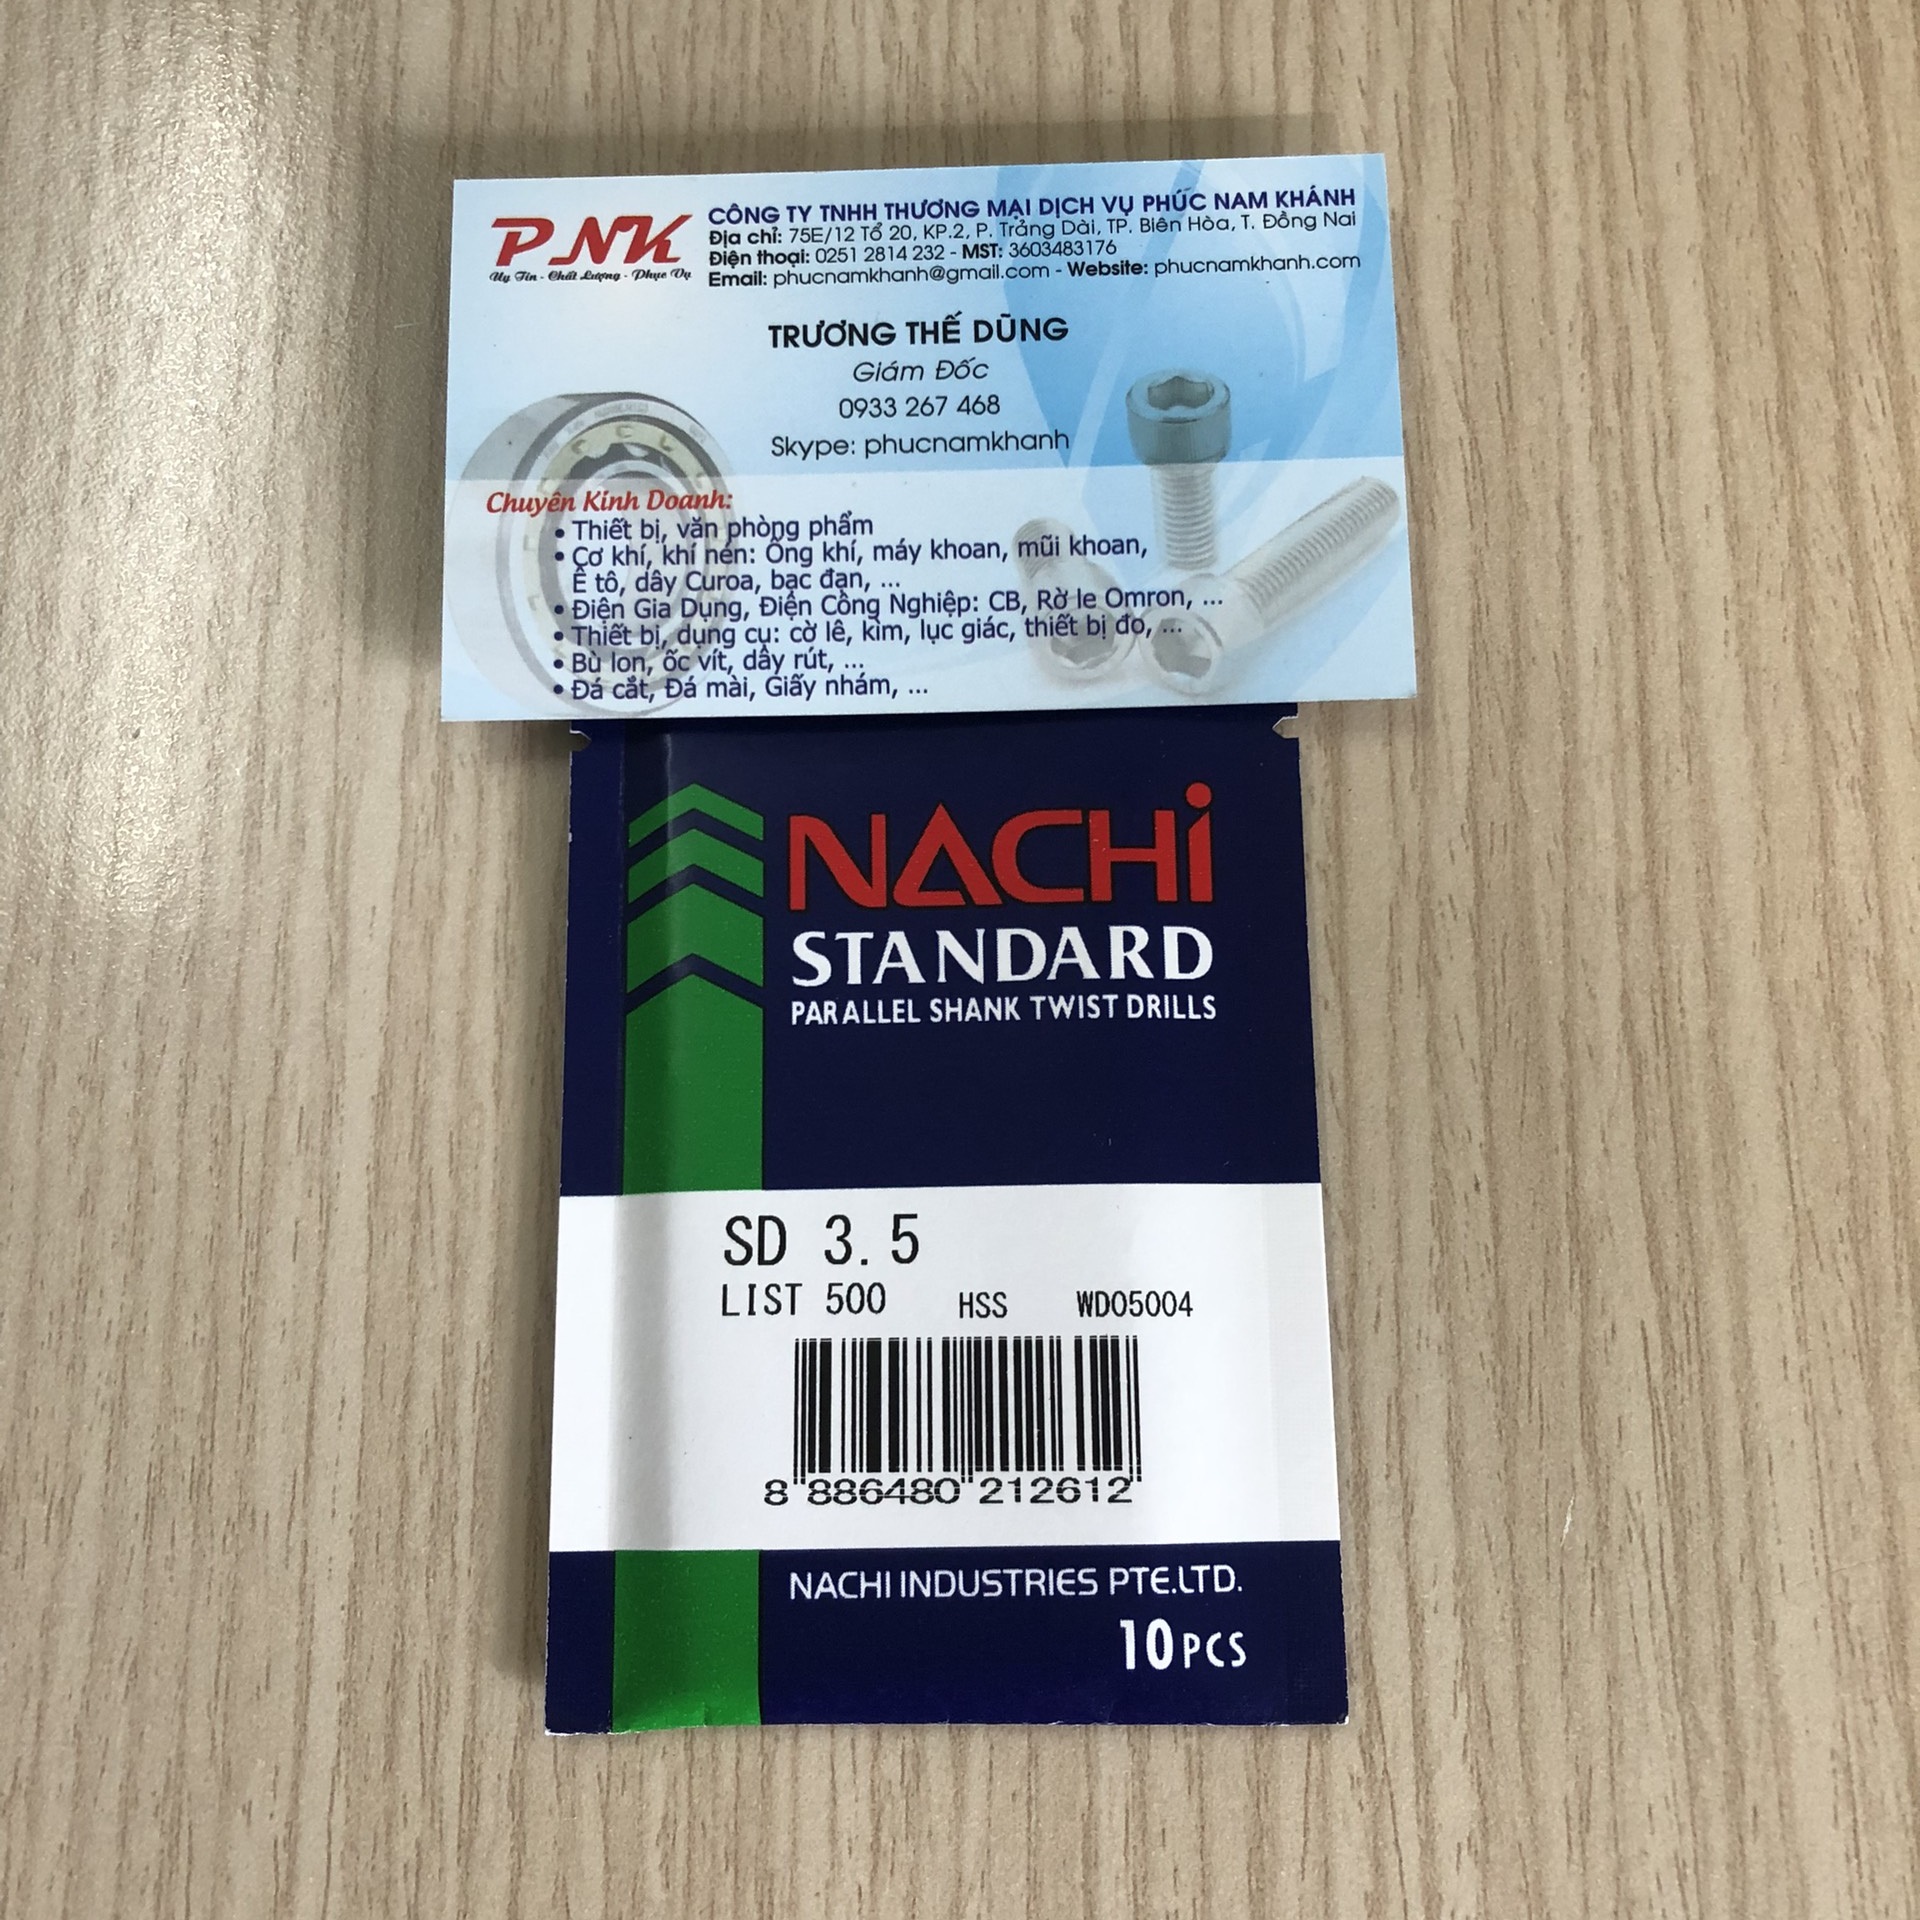 PNK
Uy Tín - Chất Lượng - Phục Vụ
CÔNG TY TNHH THƯƠNG MẠI DỊCH VỤ PHÚC NAM KHÁNH
Địa chỉ: 75E/12 Tổ 20, KP.2, P. Trảng Dài, TP. Biên Hòa, T. Đồng Nai
Điện thoại: 0251 2814 232 - MST: 3603483176
Email: phucnamkhanh@gmail.com - Website: phucnamkhanh.com
TRƯƠNG THẾ DŨNG
Giám Đốc
0933 267 468
Skype: phucnamkhanh
Chuyên Kinh Doanh:
• Thiết bị, văn phòng phẩm
• Cơ khí, khí nén: Ống khí, máy khoan, mũi khoan,
Ê tô, dây Curoa, bạc đạn, ...
• Điện Gia Dụng, Điện Công Nghiệp: CB, Rờ le Omron, ...
• Thiết bị, dụng cụ: cờ lê, kìm, lục giác, thiết bị đo, ...
• Bù lon, ốc vít, dây rút, ...
• Đá cắt, Đá mài, Giấy nhám, ...
NACHi
STANDARD
PARALLEL SHANK TWIST DRILLS
SD 3.5
LIST 500 HSS WD05004
8 886480 212612
NACHI INDUSTRIES PTE.LTD.
10 PCS